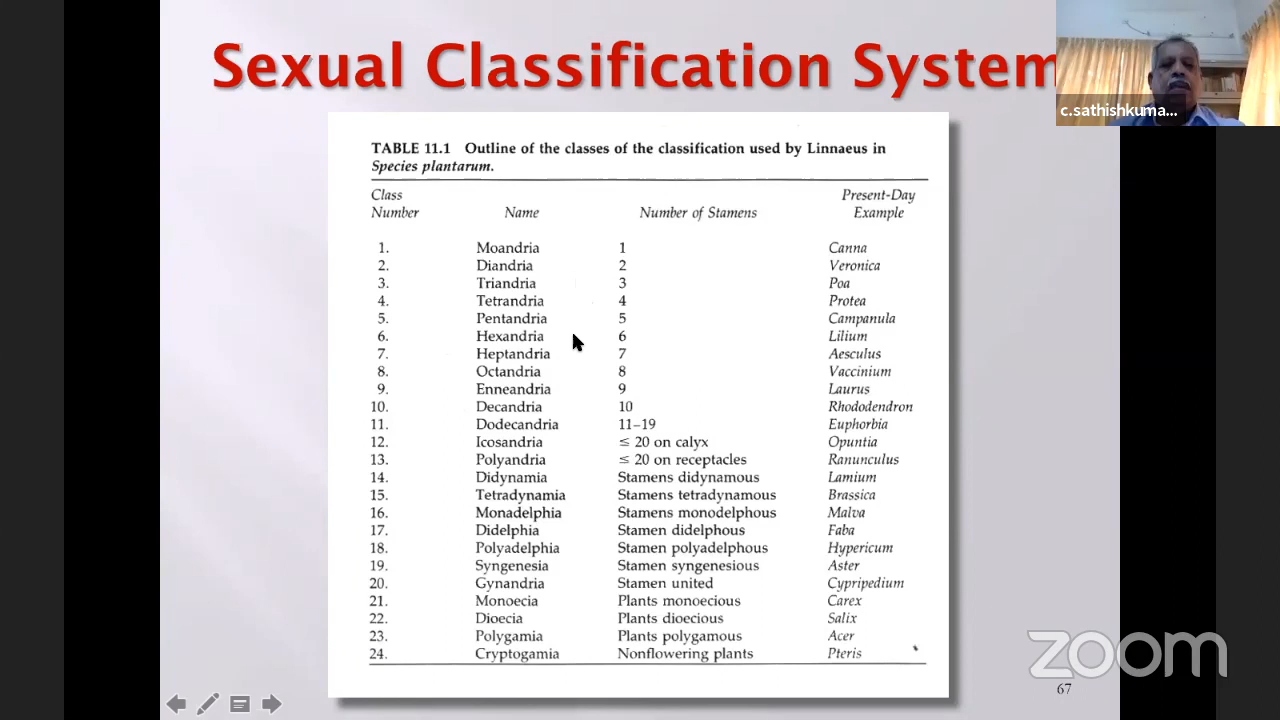 Sexual Classification System
c.sathishkuma...
TABLE 11.1 Outline of the classes of the classification used by Linnaeus in
Species plantarum.
Class Number Name Number of Stamens Present-Day Example
1. Moandria 1 Canna
2. Diandria 2 Veronica
3. Triandria 3 Poa
4. Tetrandria 4 Protea
5. Pentandria 5 Campanula
6. Hexandria 6 Lilium
7. Heptandria 7 Aesculus
8. Octandria 8 Vaccinium
9. Enneandria 9 Laurus
10. Decandria 10 Rhododendron
11. Dodecandria 11–19 Euphorbia
12. Icosandria ≤ 20 on calyx Opuntia
13. Polyandria ≤ 20 on receptacles Ranunculus
14. Didynamia Stamens didynamous Lamium
15. Tetradynamia Stamens tetradynamous Brassica
16. Monadelphia Stamens monodelphous Malva
17. Didelphia Stamen didelphous Faba
18. Polyadelphia Stamen polyadelphous Hypericum
19. Syngenesia Stamen syngenesious Aster
20. Gynandria Stamen united Cypripedium
21. Monoecia Plants monoecious Carex
22. Dioecia Plants dioecious Salix
23. Polygamia Plants polygamous Acer
24. Cryptogamia Nonflowering plants Pteris
zoom
67